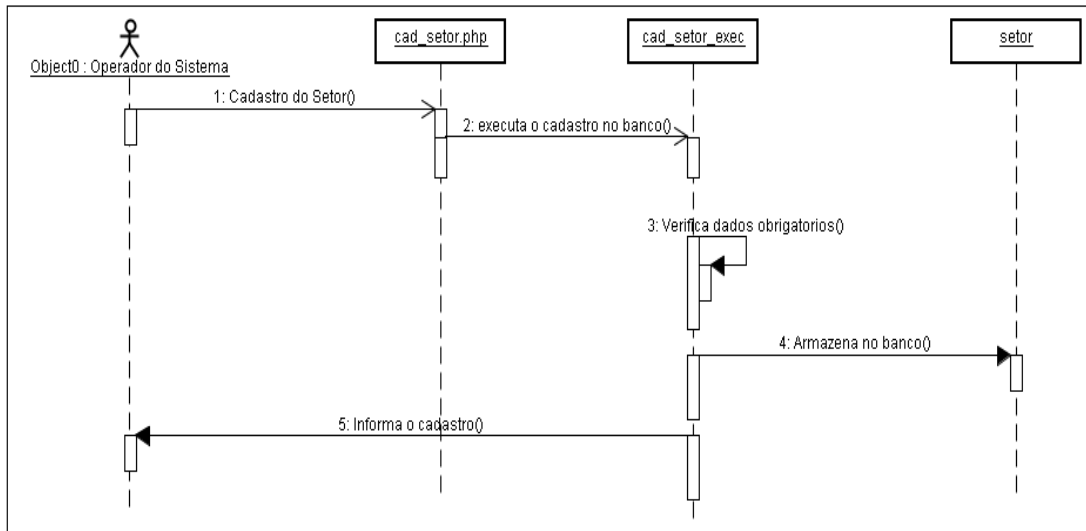 cad_setor.php
cad_setor_exec
setor
Object0 : Operador do Sistema
1: Cadastro do Setor()
2: executa o cadastro no banco()
3: Verifica dados obrigatorios()
4: Armazena no banco()
5: Informa o cadastro()